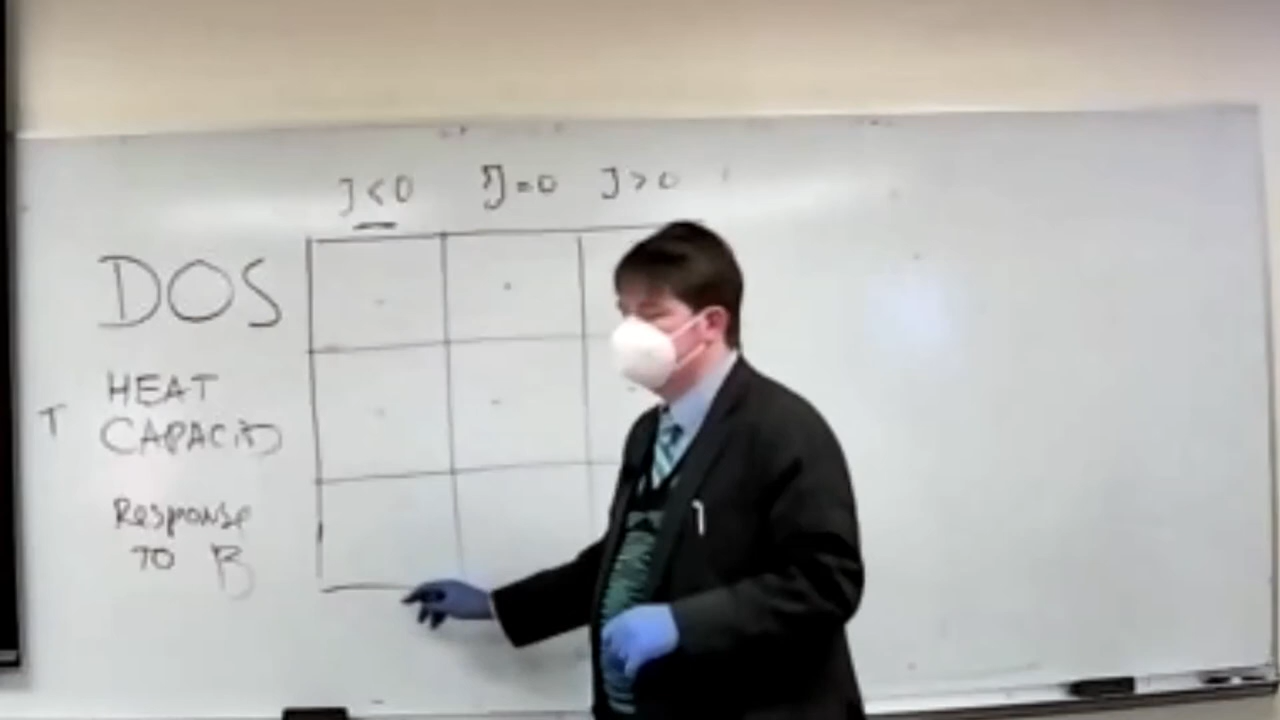 J<0 J=0 J>0
DOS
HEAT
T CAPACITY
Response
TO B